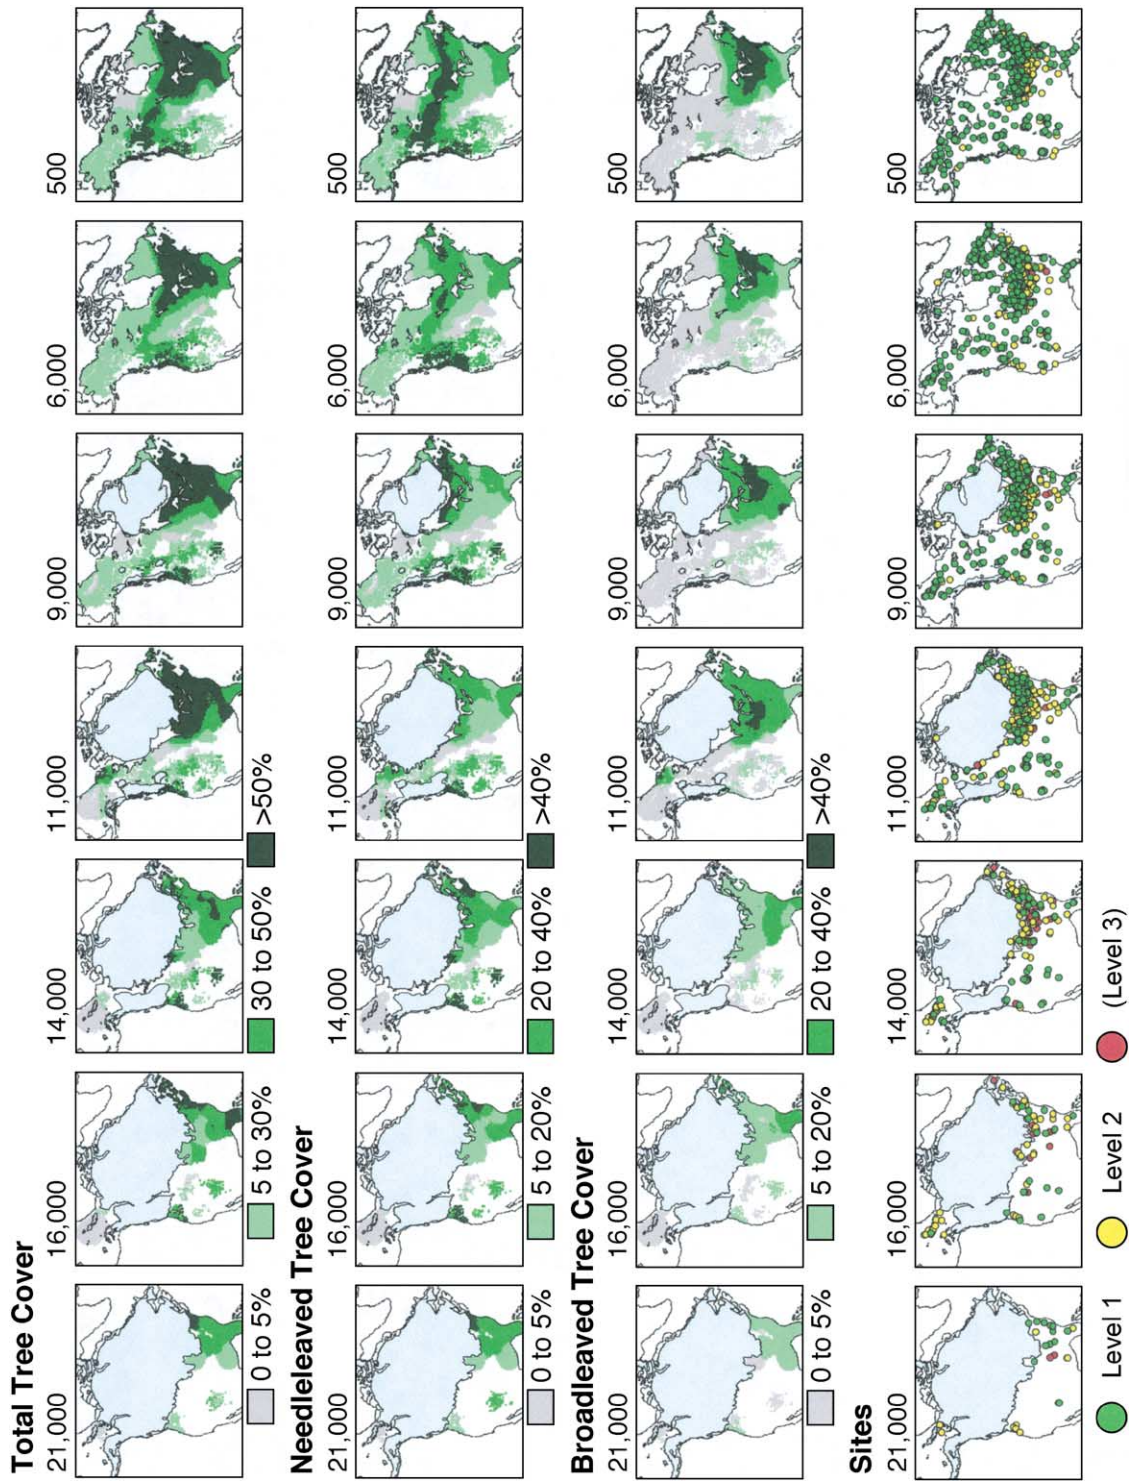 Total Tree Cover
21,000 16,000 14,000 11,000 9,000 6,000 500
0 to 5% 5 to 30% 30 to 50% >50%
Needleleaved Tree Cover
21,000 16,000 14,000 11,000 9,000 6,000 500
0 to 5% 5 to 20% 20 to 40% >40%
Broadleaved Tree Cover
21,000 16,000 14,000 11,000 9,000 6,000 500
0 to 5% 5 to 20% 20 to 40% >40%
Sites
21,000 16,000 14,000 11,000 9,000 6,000 500
Level 1 Level 2 (Level 3)